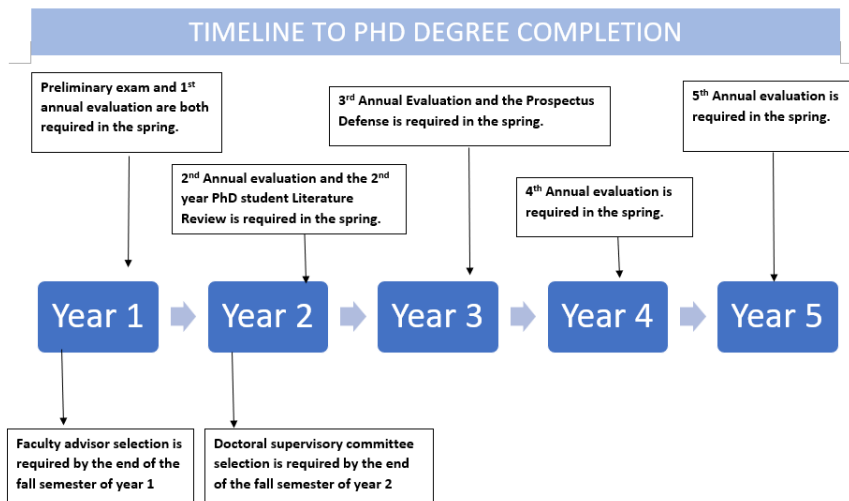 TIMELINE TO PHD DEGREE COMPLETION
Preliminary exam and 1st
annual evaluation are both
required in the spring.
3rd Annual Evaluation and the Prospectus
Defense is required in the spring.
5th Annual evaluation is
required in the spring.
2nd Annual evaluation and the 2nd
year PhD student Literature
Review is required in the spring.
4th Annual evaluation is
required in the spring.
Year 1
Year 2
Year 3
Year 4
Year 5
Faculty advisor selection is
required by the end of the
fall semester of year 1
Doctoral supervisory committee
selection is required by the end
of the fall semester of year 2